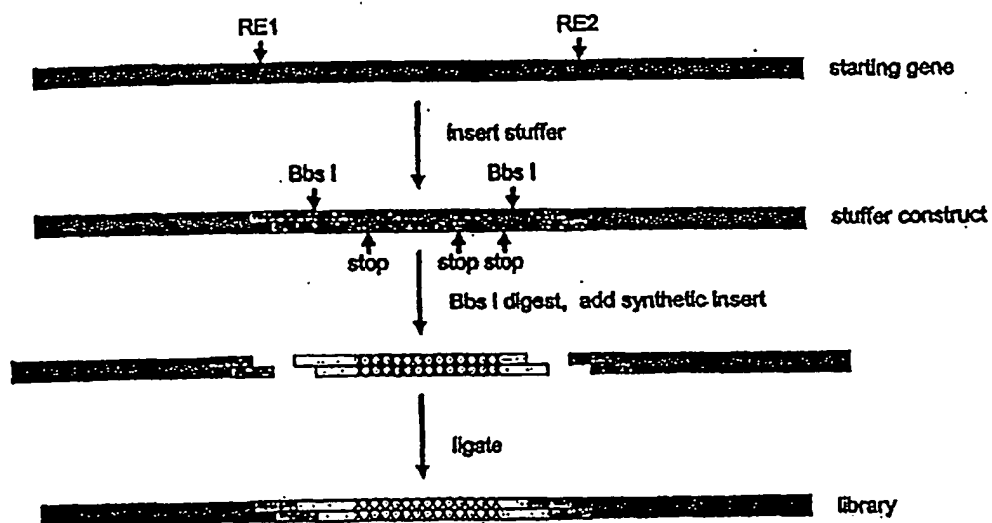 RE1 RE2
starting gene
insert stuffer
Bbs I Bbs I
stuffer construct
stop stop stop
Bbs I digest, add synthetic insert
ligate
library